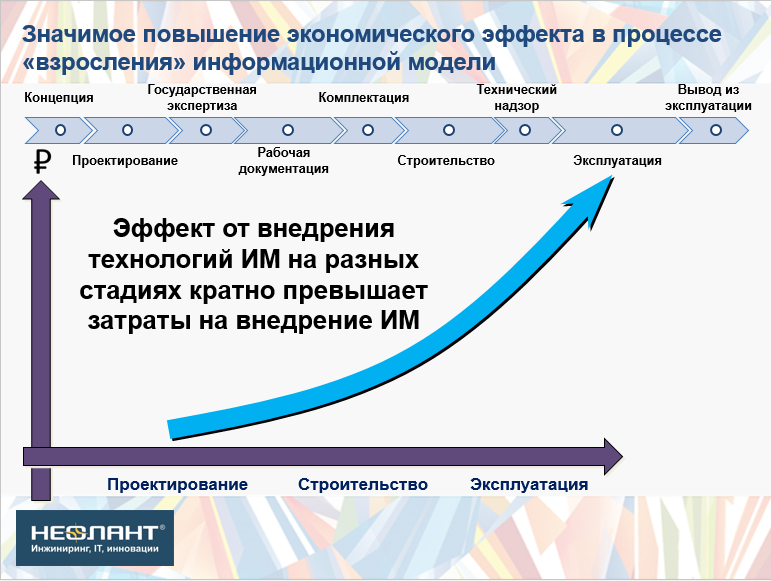 Значимое повышение экономического эффекта в процессе
«взросления» информационной модели
Концепция
Государственная
экспертиза
Комплектация
Технический
надзор
Вывод из
эксплуатации
Проектирование
Рабочая
документация
Строительство
Эксплуатация
₽
Эффект от внедрения
технологий ИМ на разных
стадиях кратно превышает
затраты на внедрение ИМ
Проектирование
Строительство
Эксплуатация
НЕОЛАНТ®
Инжиниринг, IT, инновации